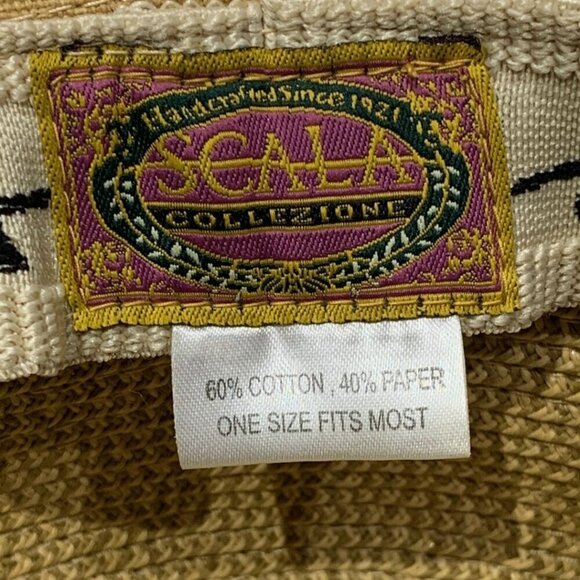 Handcrafted Since 1921
SCALA
COLLEZIONE
60% COTTON , 40% PAPER
ONE SIZE FITS MOST